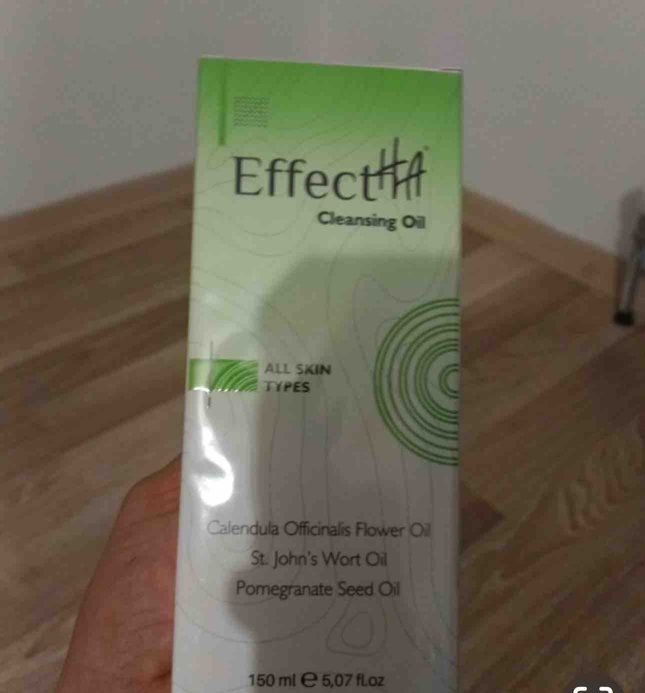 EffectHA
Cleansing Oil
ALL SKIN
TYPES
Calendula Officinalis Flower Oil
St. John's Wort Oil
Pomegranate Seed Oil
150 ml ℮ 5,07 fl.oz